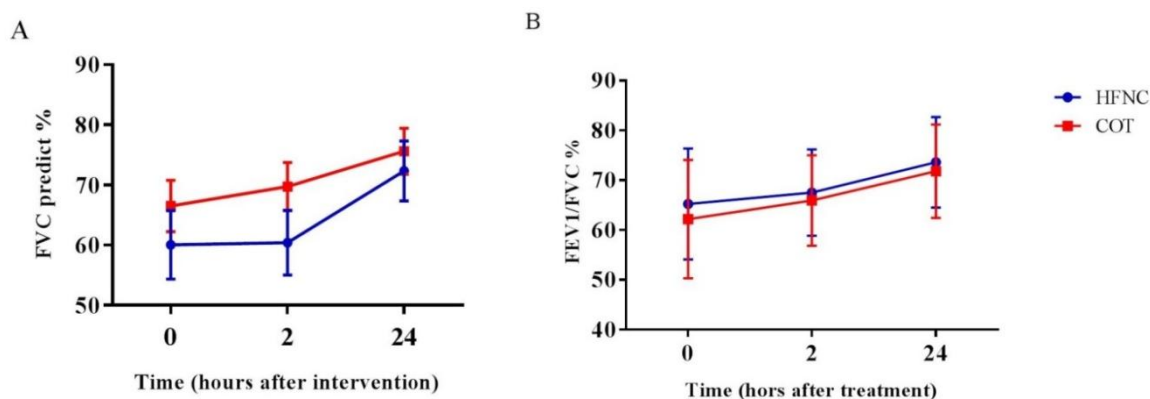 A
FVC predict %
90
80
70
60
50
0 2 24
Time (hours after intervention)
B
FEV1/FVC %
90
80
70
60
50
40
0 2 24
Time (hors after treatment)
HFNC
COT